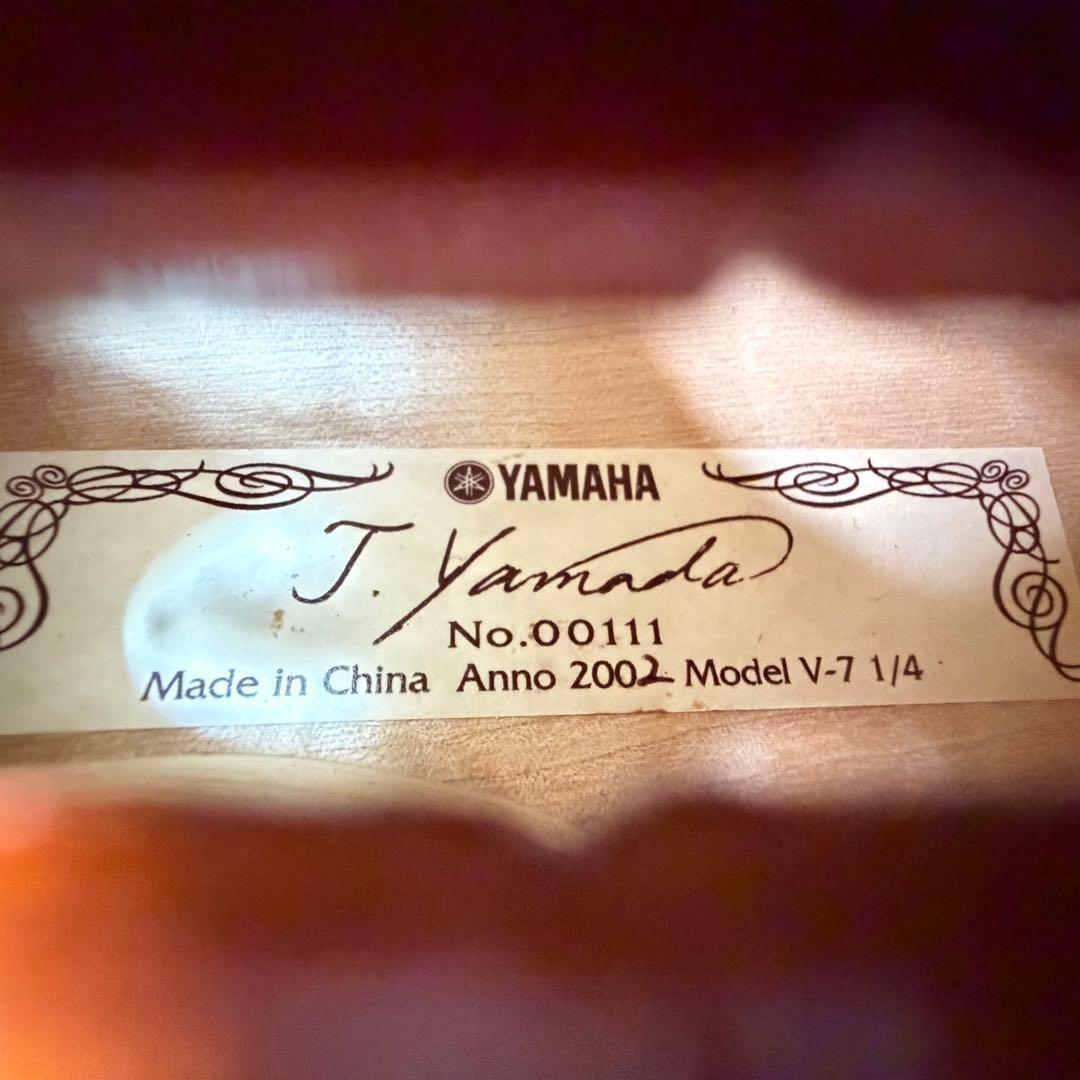 YAMAHA
J. Yamada
No.00111
Made in China Anno 2002 Model V-7 1/4